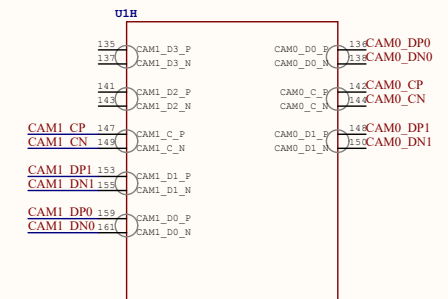 U1H
135 CAM1_D3_P
137 CAM1_D3_N
141 CAM1_D2_P
143 CAM1_D2_N
CAM1_CP 147 CAM1_C_P
CAM1_CN 149 CAM1_C_N
CAM1_DP1 153 CAM1_D1_P
CAM1_DN1 155 CAM1_D1_N
CAM1_DP0 159 CAM1_D0_P
CAM1_DN0 161 CAM1_D0_N
CAM0_D0_P 136 CAM0_DP0
CAM0_D0_N 138 CAM0_DN0
CAM0_C_P 142 CAM0_CP
CAM0_C_N 144 CAM0_CN
CAM0_D1_P 148 CAM0_DP1
CAM0_D1_N 150 CAM0_DN1